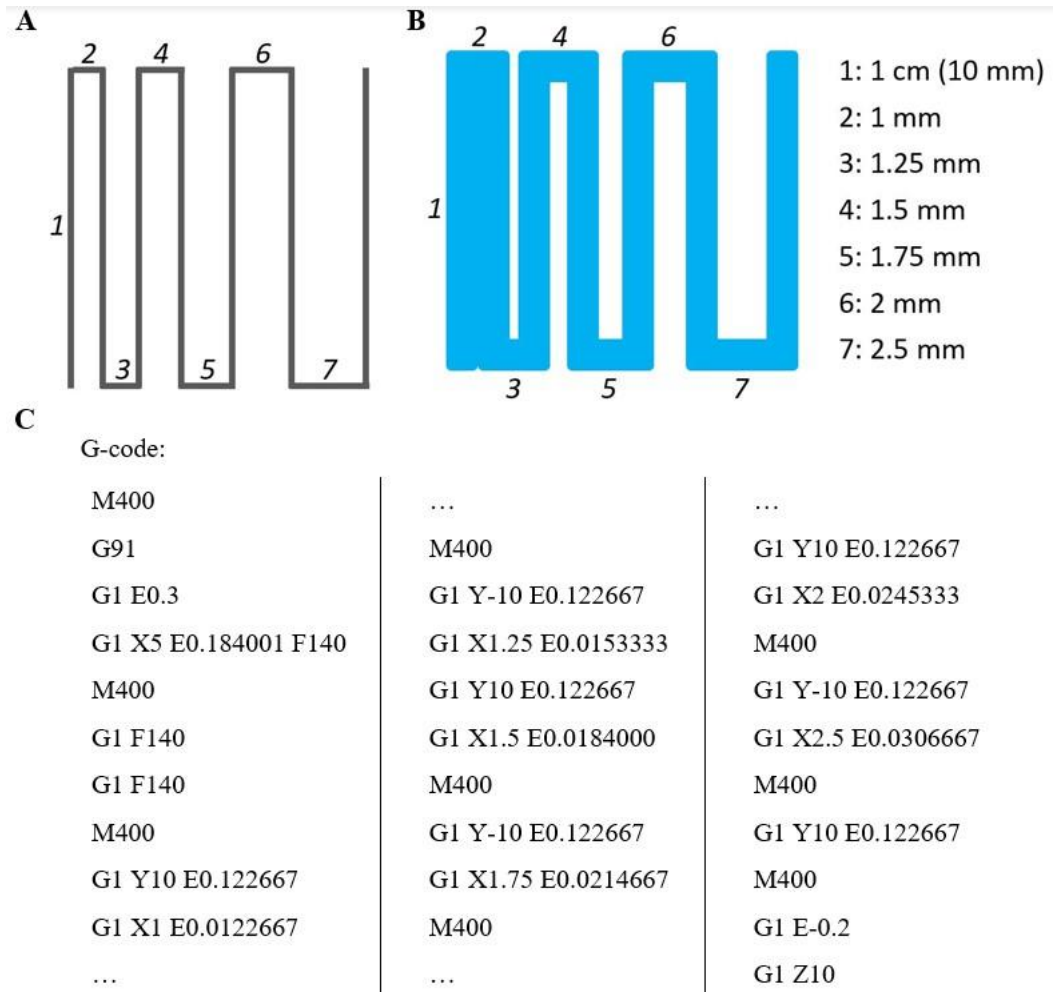 A
2 4 6
1
3 5 7
B
2 4 6
1
3 5 7
1: 1 cm (10 mm)
2: 1 mm
3: 1.25 mm
4: 1.5 mm
5: 1.75 mm
6: 2 mm
7: 2.5 mm
C
G-code:
M400
G91
G1 E0.3
G1 X5 E0.184001 F140
M400
G1 F140
G1 F140
M400
G1 Y10 E0.122667
G1 X1 E0.0122667
…
…
M400
G1 Y-10 E0.122667
G1 X1.25 E0.0153333
G1 Y10 E0.122667
G1 X1.5 E0.0184000
M400
G1 Y-10 E0.122667
G1 X1.75 E0.0214667
M400
…
…
G1 Y10 E0.122667
G1 X2 E0.0245333
M400
G1 Y-10 E0.122667
G1 X2.5 E0.0306667
M400
G1 Y10 E0.122667
M400
G1 E-0.2
G1 Z10